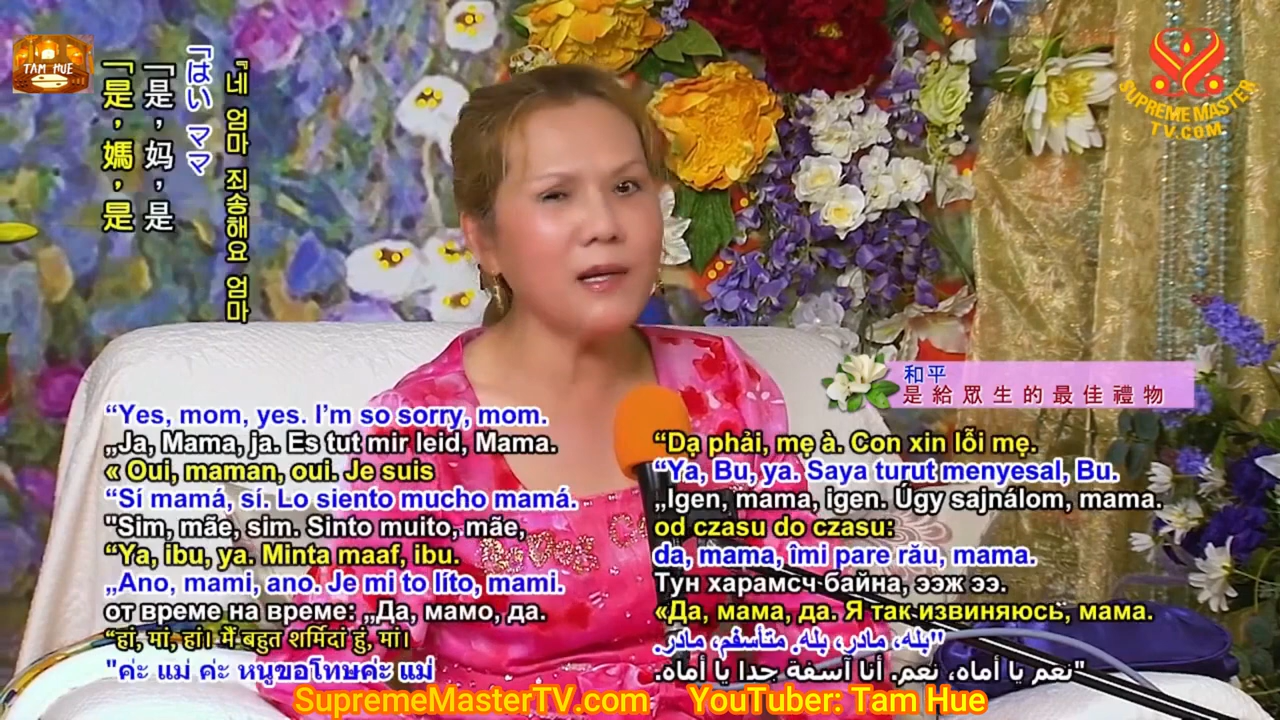 TAM HUE
SUPREME MASTER
TV.COM
『네 엄마 죄송해요 엄마
「はい ママ
「是，妈，是
「是，媽，是
和平
是給眾生的最佳禮物
“Yes, mom, yes. I’m so sorry, mom.
„Ja, Mama, ja. Es tut mir leid, Mama.
« Oui, maman, oui. Je suis
“Sí mamá, sí. Lo siento mucho mamá.
"Sim, mãe, sim. Sinto muito, mãe,
“Ya, ibu, ya. Minta maaf, ibu.
„Ano, mami, ano. Je mi to líto, mami.
от време на време: „Да, мамо, да.
“हां, मां, हां। मैं बहुत शर्मिदां हुं, मां।
"ค่ะ แม่ ค่ะ หนูขอโทษค่ะ แม่
“Dạ phải, mẹ à. Con xin lỗi mẹ.
“Ya, Bu, ya. Saya turut menyesal, Bu.
„Igen, mama, igen. Úgy sajnálom, mama.
od czasu do czasu:
da, mama, îmi pare rău, mama.
Тун харамсч байна, ээж ээ.
«Да, мама, да. Я так извиняюсь, мама.
"بله، مادر، بله. متأسفم، مادر.
"نعم يا أماه، نعم. أنا آسفة جدا يا أماه.
SupremeMasterTV.com YouTuber: Tam Hue